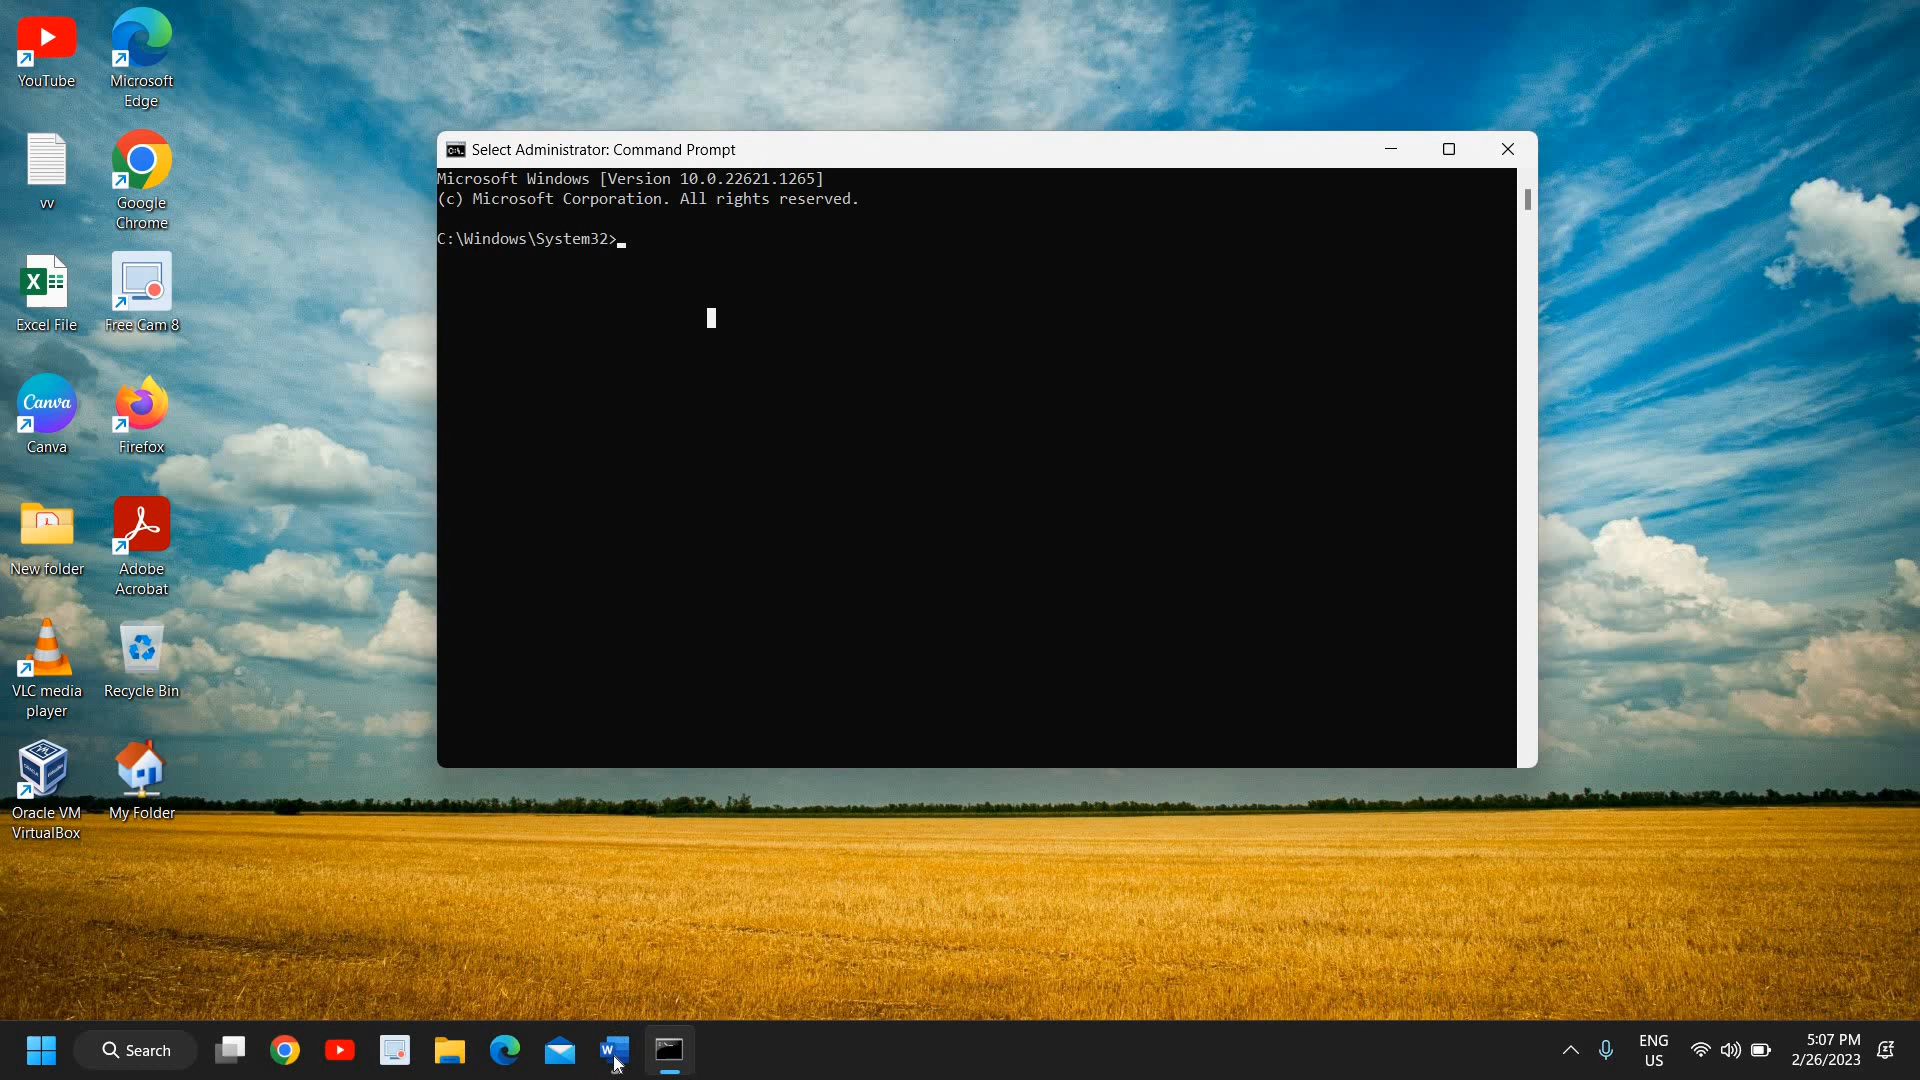 YouTube
Microsoft
Edge
vv
Google
Chrome
Excel File
Free Cam 8
Canva
Canva
Firefox
New folder
Adobe
Acrobat
VLC media
player
Recycle Bin
Oracle VM
VirtualBox
My Folder
Select Administrator: Command Prompt
Microsoft Windows [Version 10.0.22621.1265]
(c) Microsoft Corporation. All rights reserved.
C:\Windows\System32>
Search
ENG
US
5:07 PM
2/26/2023